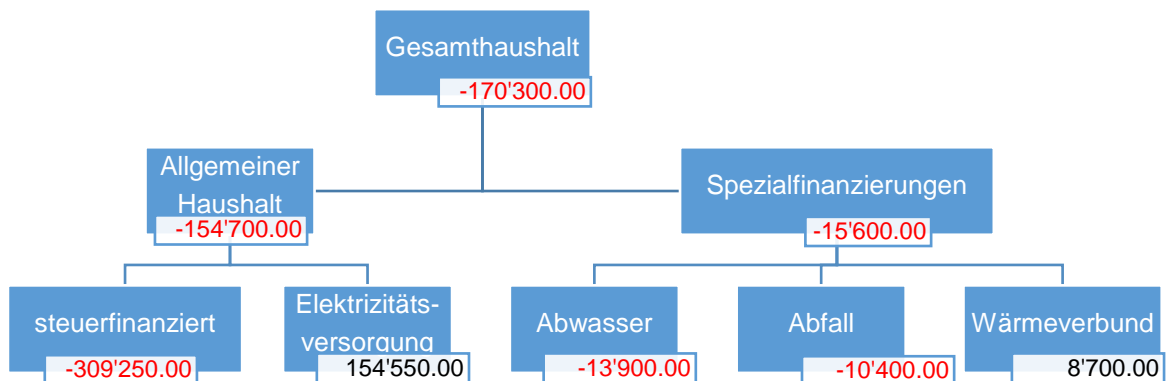 Gesamthaushalt
-170'300.00
Allgemeiner
Haushalt
-154'700.00
Spezialfinanzierungen
-15'600.00
steuerfinanziert
-309'250.00
Elektrizitäts-
versorgung
154'550.00
Abwasser
-13'900.00
Abfall
-10'400.00
Wärmeverbund
8'700.00